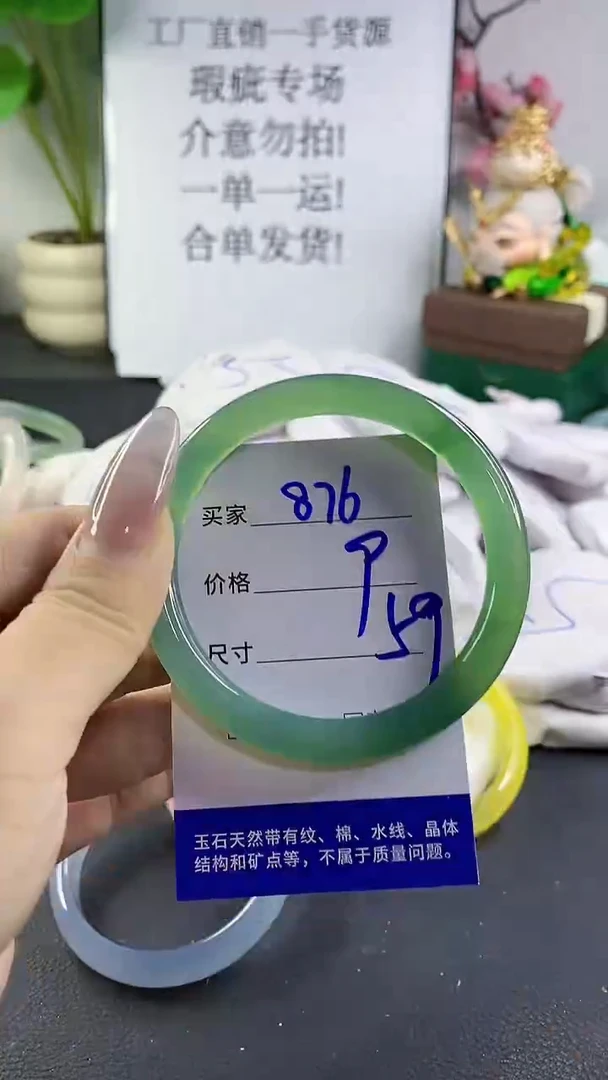 工厂直销一手货源
瑕疵专场
介意勿拍!
一单一运!
合单发货!
买家 876
价格 P
尺寸 59
玉石天然带有纹、棉、水线、晶体
结构和矿点等，不属于质量问题。